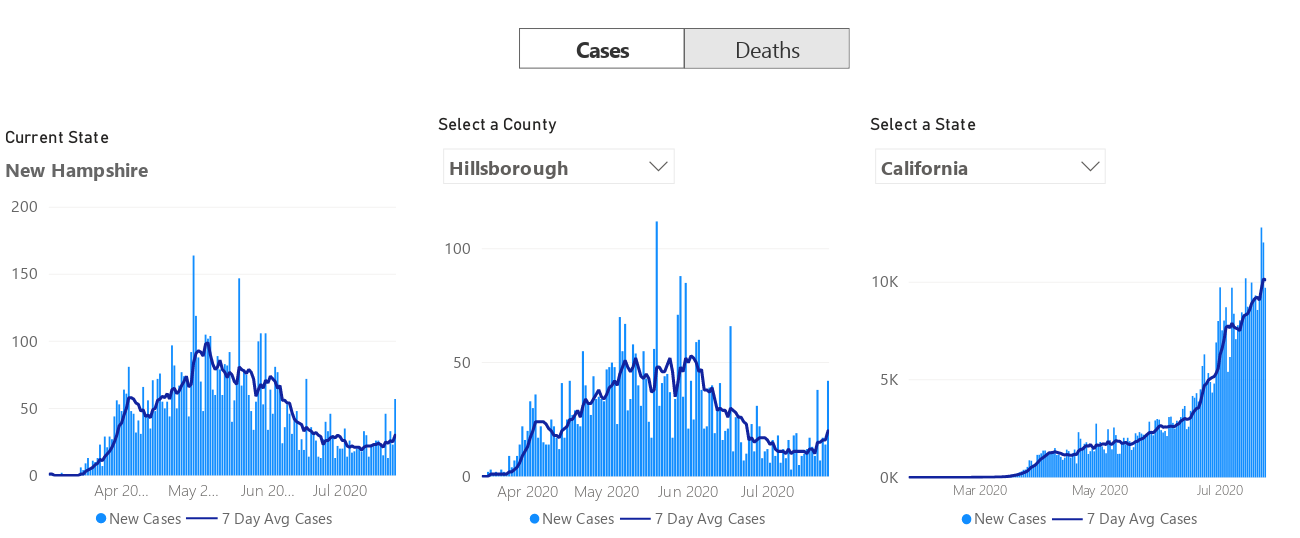 Cases Deaths
Current State
New Hampshire
200
150
100
50
0
Apr 20... May 2... Jun 20... Jul 2020
New Cases 7 Day Avg Cases
Select a County
Hillsborough
100
50
0
Apr 2020 May 2020 Jun 2020 Jul 2020
New Cases 7 Day Avg Cases
Select a State
California
10K
5K
0K
Mar 2020 May 2020 Jul 2020
New Cases 7 Day Avg Cases